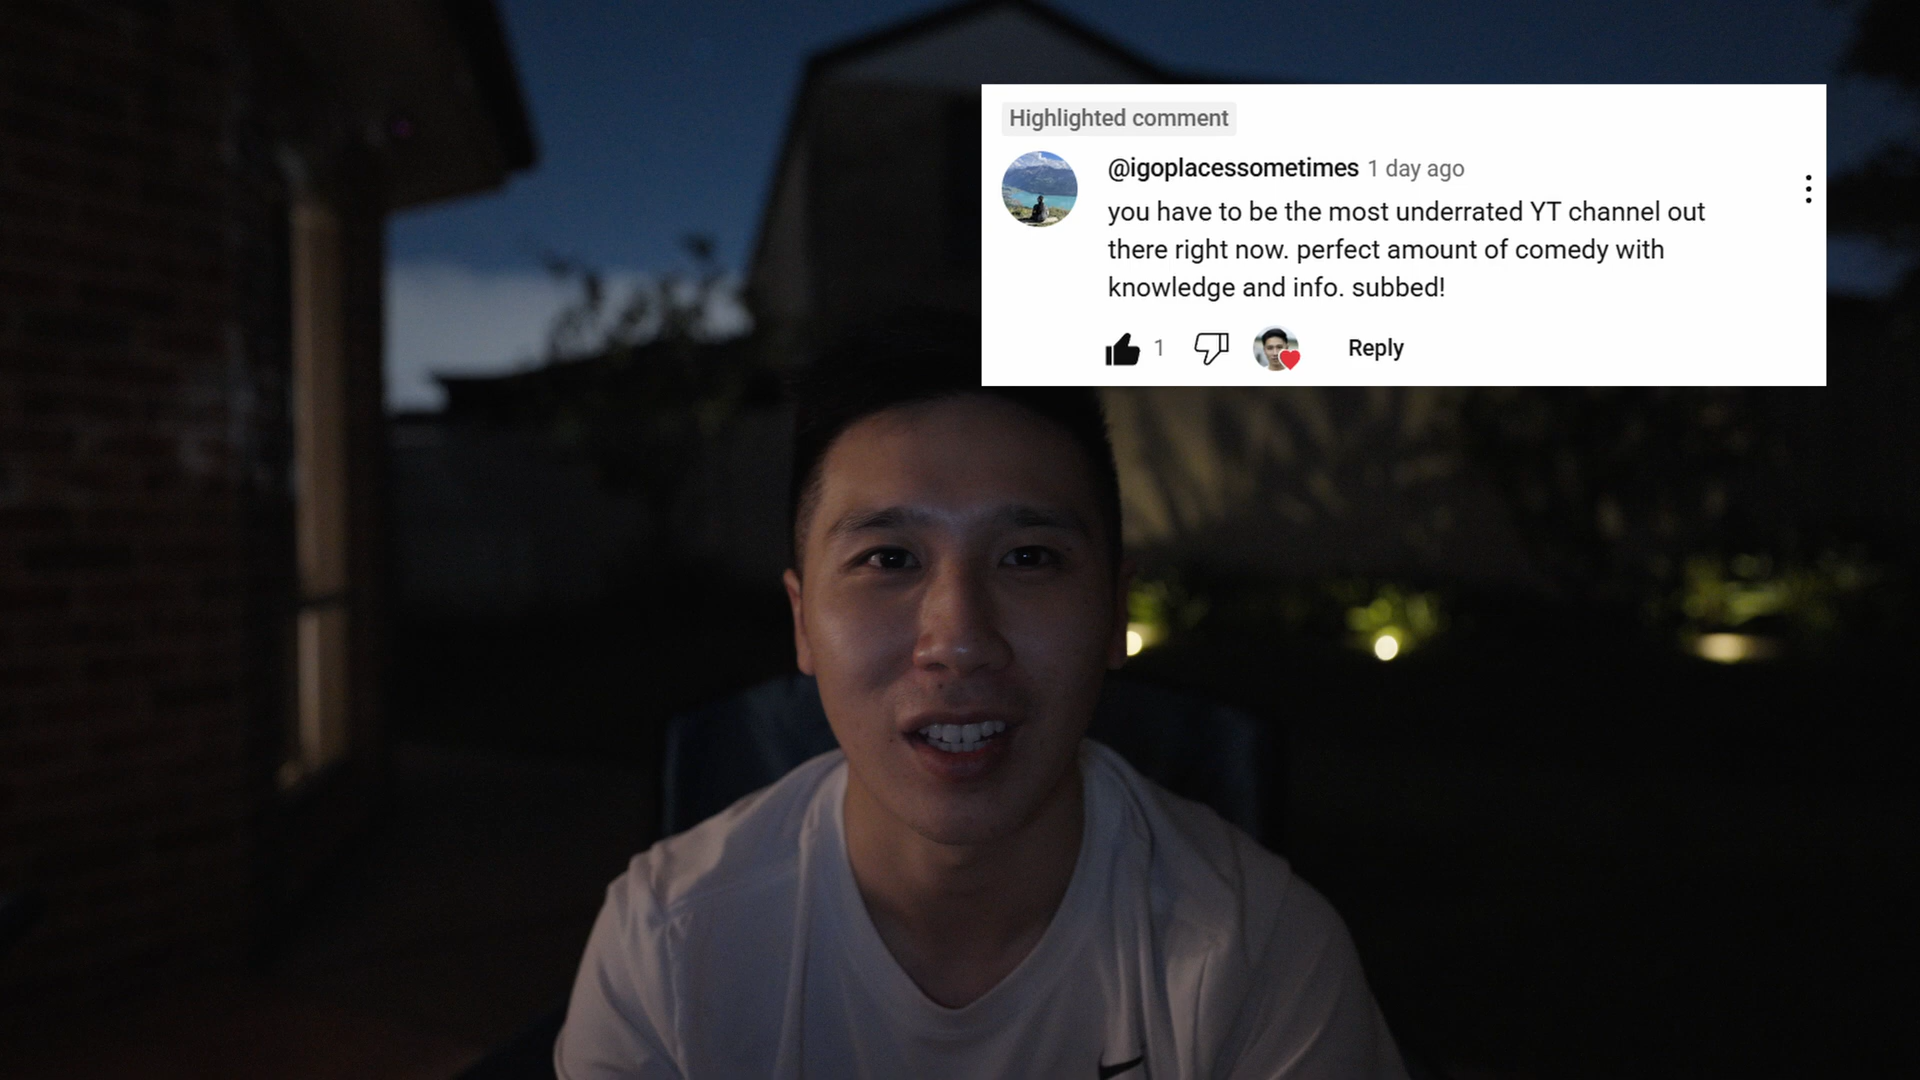 Highlighted comment
@igoplacessometimes 1 day ago
you have to be the most underrated YT channel out
there right now. perfect amount of comedy with
knowledge and info. subbed!
1
Reply